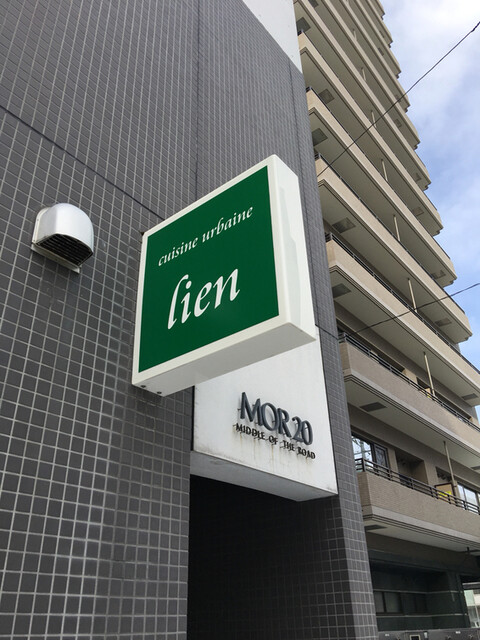 cuisine urbaine
lien
MOR20
MIDDLE OF THE ROAD